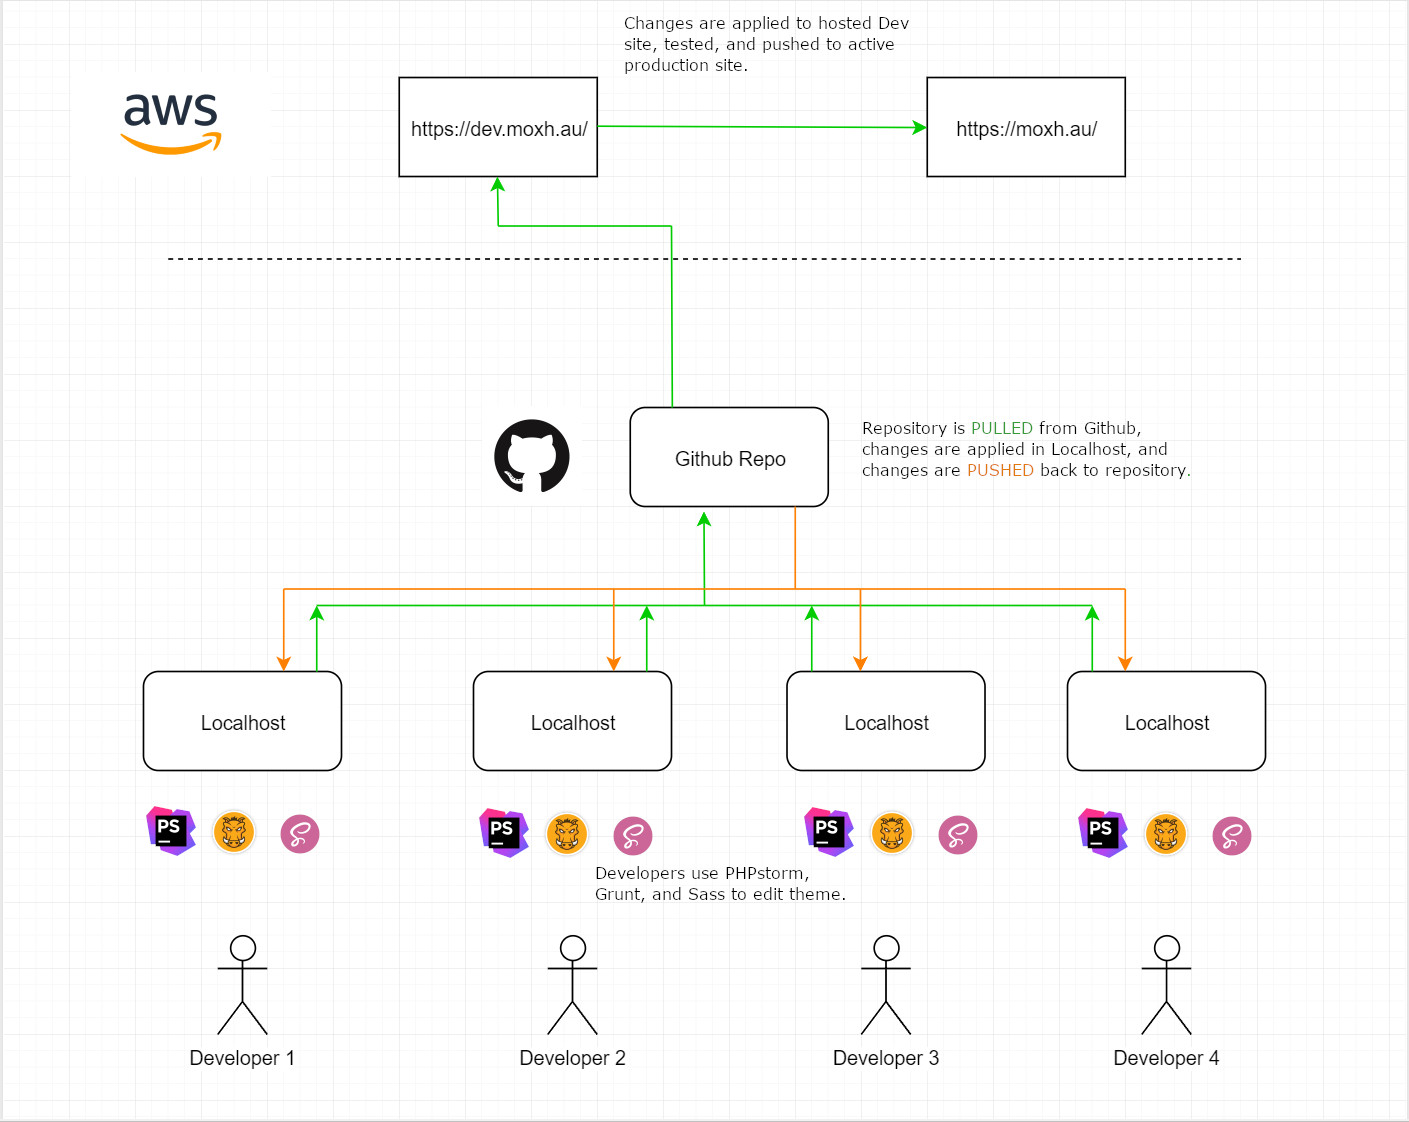 Changes are applied to hosted Dev
site, tested, and pushed to active
production site.
aws
https://dev.moxh.au/
https://moxh.au/
Github Repo
Repository is PULLED from Github,
changes are applied in Localhost, and
changes are PUSHED back to repository.
Localhost
Localhost
Localhost
Localhost
PS
PS
PS
PS
Developers use PHPstorm,
Grunt, and Sass to edit theme.
Developer 1
Developer 2
Developer 3
Developer 4